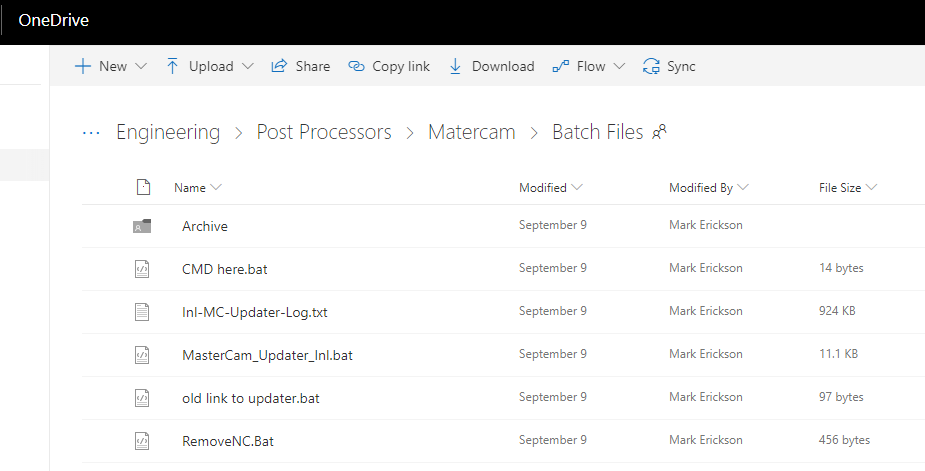 OneDrive
New Upload Share Copy link Download Flow Sync
... Engineering > Post Processors > Matercam > Batch Files
Name Modified Modified By File Size
Archive September 9 Mark Erickson
CMD here.bat September 9 Mark Erickson 14 bytes
Inl-MC-Updater-Log.txt September 9 Mark Erickson 924 KB
MasterCam_Updater_Inl.bat September 9 Mark Erickson 11.1 KB
old link to updater.bat September 9 Mark Erickson 97 bytes
RemoveNC.Bat September 9 Mark Erickson 456 bytes